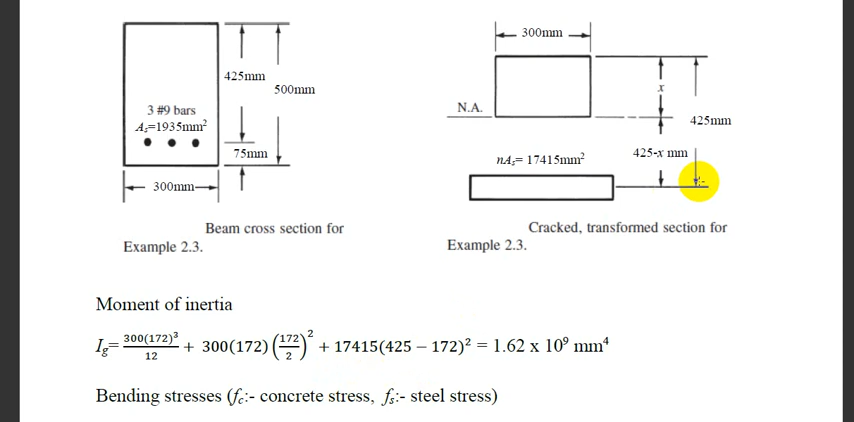 300mm
425mm
500mm
3 #9 bars
As=1935mm²
75mm
300mm
Beam cross section for
Example 2.3.
N.A.
x
425mm
425-x mm
nAs= 17415mm²
Cracked, transformed section for
Example 2.3.
Moment of inertia
Ig= 300(172)³/12 + 300(172) (172/2)² + 17415(425 − 172)² = 1.62 x 10⁹ mm⁴
Bending stresses (fc:- concrete stress, fs:- steel stress)